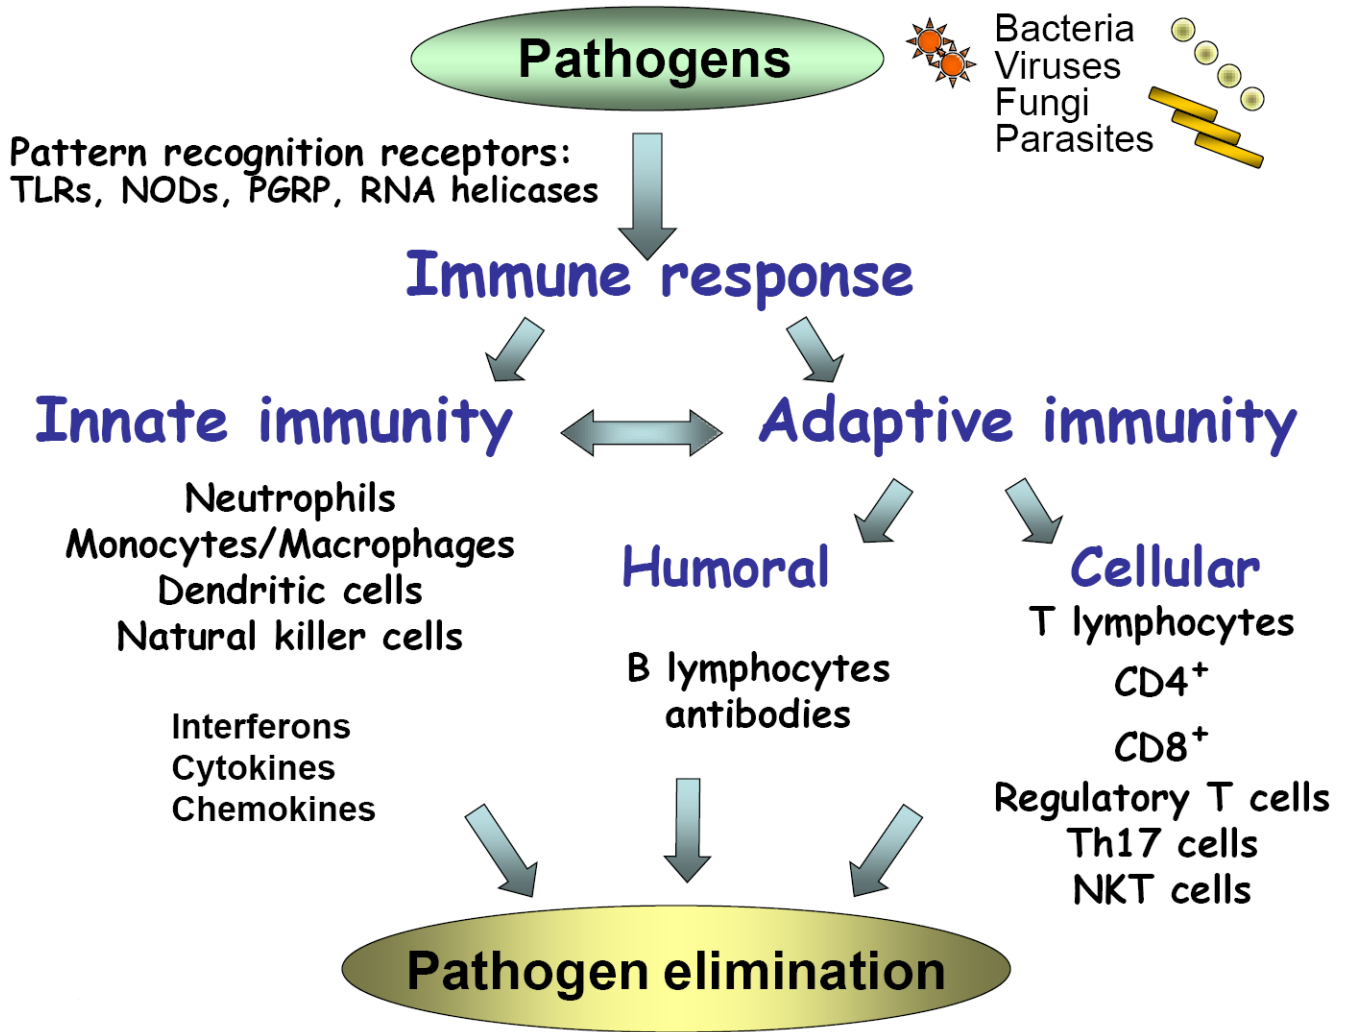 Pathogens
Bacteria
Viruses
Fungi
Parasites
Pattern recognition receptors:
TLRs, NODs, PGRP, RNA helicases
Immune response
Innate immunity
Adaptive immunity
Neutrophils
Monocytes/Macrophages
Dendritic cells
Natural killer cells
Interferons
Cytokines
Chemokines
Humoral
B lymphocytes
antibodies
Cellular
T lymphocytes
CD4⁺
CD8⁺
Regulatory T cells
Th17 cells
NKT cells
Pathogen elimination